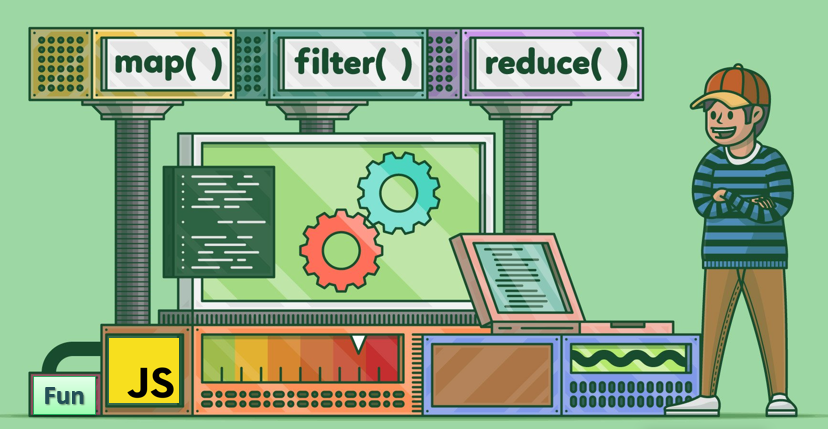 map( )
filter( )
reduce( )
JS
Fun